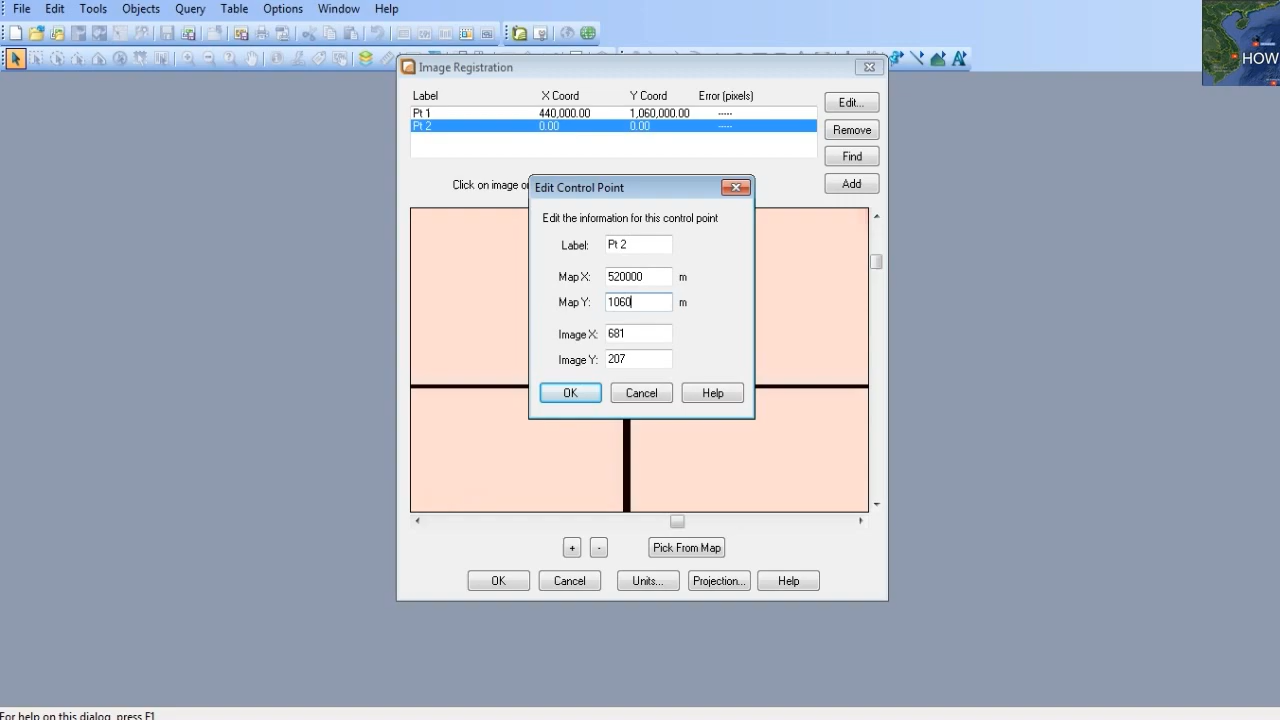 File Edit Tools Objects Query Table Options Window Help
HOW
Image Registration
Label X Coord Y Coord Error (pixels)
Pt 1 440,000.00 1,060,000.00 -----
Pt 2 0.00 0.00 -----
Edit...
Remove
Find
Add
Click on image o
Edit Control Point
Edit the information for this control point
Label: Pt 2
Map X: 520000 m
Map Y: 1060 m
Image X: 681
Image Y: 207
OK Cancel Help
+ - Pick From Map
OK Cancel Units... Projection... Help
For help on this dialog, press F1